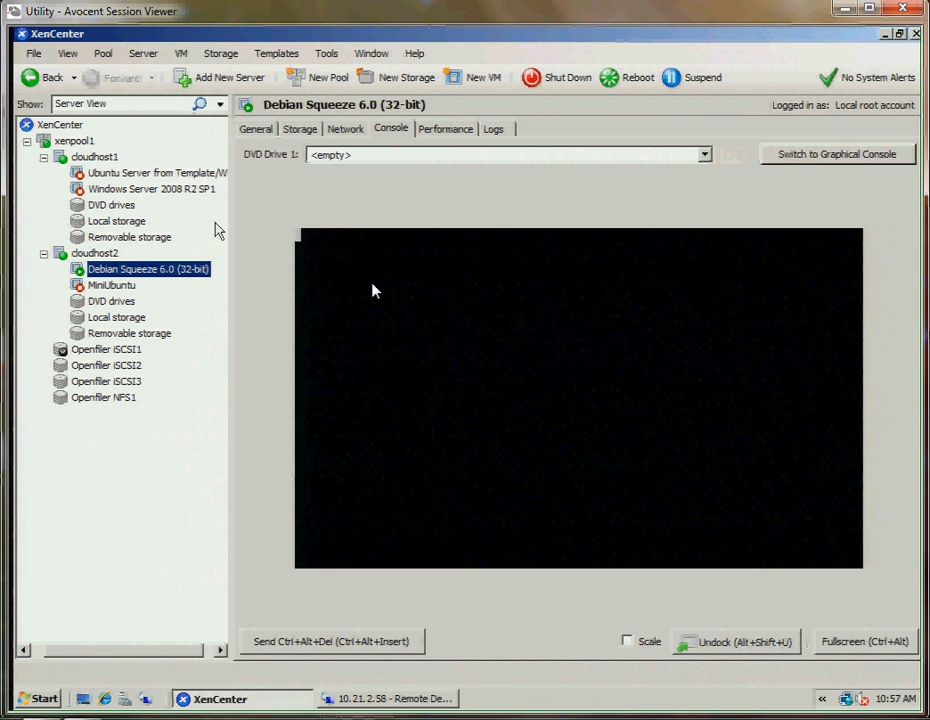 Utility - Avocent Session Viewer
XenCenter
File View Pool Server VM Storage Templates Tools Window Help
Back Forward Add New Server New Pool New Storage New VM Shut Down Reboot Suspend No System Alerts
Show: Server View
Debian Squeeze 6.0 (32-bit) Logged in as: Local root account
General Storage Network Console Performance Logs
DVD Drive 1: <empty> Switch to Graphical Console
XenCenter
xenpool1
cloudhost1
Ubuntu Server from Template/W
Windows Server 2008 R2 SP1
DVD drives
Local storage
Removable storage
cloudhost2
Debian Squeeze 6.0 (32-bit)
MiniUbuntu
DVD drives
Local storage
Removable storage
Openfiler iSCSI1
Openfiler iSCSI2
Openfiler iSCSI3
Openfiler NFS1
Send Ctrl+Alt+Del (Ctrl+Alt+Insert) Scale Undock (Alt+Shift+U) Fullscreen (Ctrl+Alt)
Start XenCenter 10.21.2.58 - Remote De... « 10:57 AM